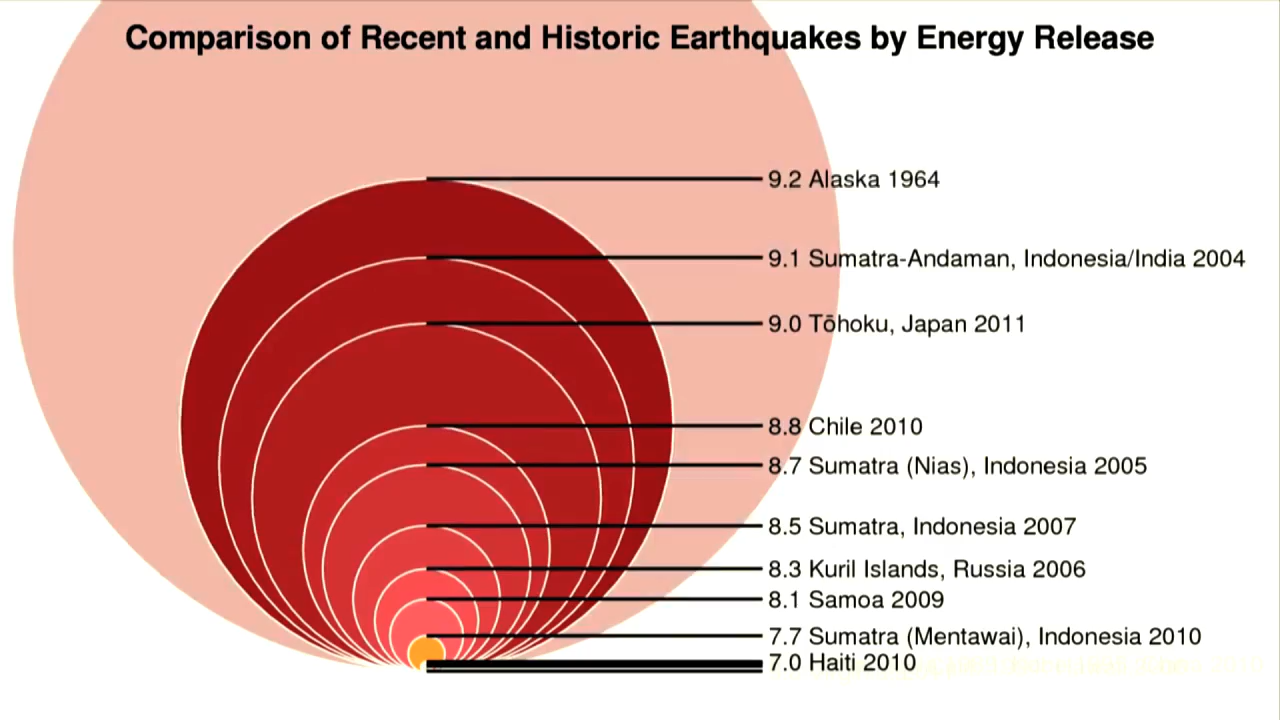 Comparison of Recent and Historic Earthquakes by Energy Release
9.2 Alaska 1964
9.1 Sumatra-Andaman, Indonesia/India 2004
9.0 Tōhoku, Japan 2011
8.8 Chile 2010
8.7 Sumatra (Nias), Indonesia 2005
8.5 Sumatra, Indonesia 2007
8.3 Kuril Islands, Russia 2006
8.1 Samoa 2009
7.7 Sumatra (Mentawai), Indonesia 2010
7.0 Haiti 2010